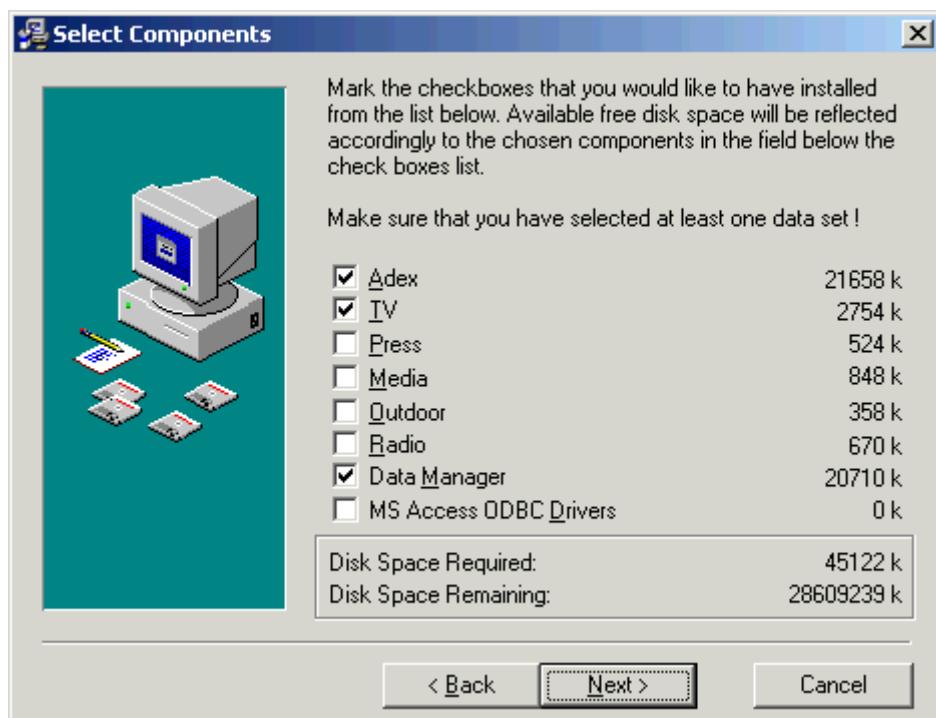 Select Components
Mark the checkboxes that you would like to have installed
from the list below. Available free disk space will be reflected
accordingly to the chosen components in the field below the
check boxes list.
Make sure that you have selected at least one data set !
Adex 21658 k
TV 2754 k
Press 524 k
Media 848 k
Outdoor 358 k
Radio 670 k
Data Manager 20710 k
MS Access ODBC Drivers 0 k
Disk Space Required: 45122 k
Disk Space Remaining: 28609239 k
< Back Next > Cancel